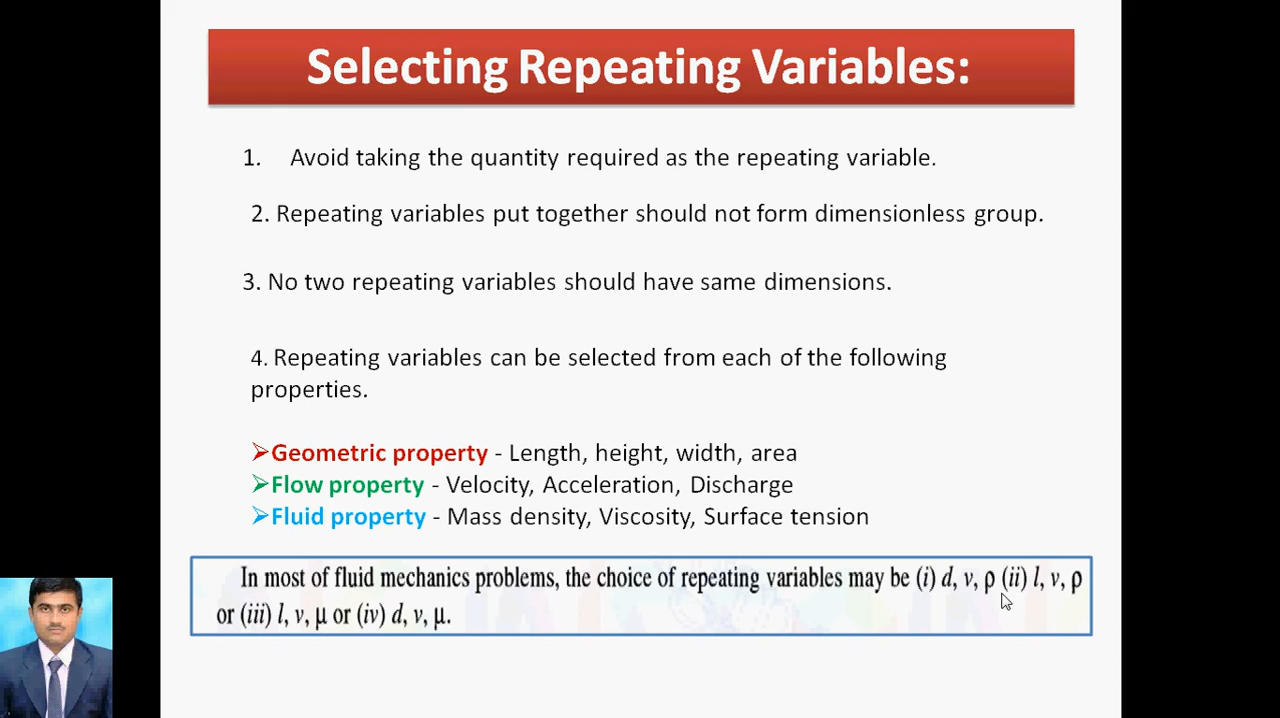 Selecting Repeating Variables:
1. Avoid taking the quantity required as the repeating variable.
2. Repeating variables put together should not form dimensionless group.
3. No two repeating variables should have same dimensions.
4. Repeating variables can be selected from each of the following
properties.
➢Geometric property - Length, height, width, area
➢Flow property - Velocity, Acceleration, Discharge
➢Fluid property - Mass density, Viscosity, Surface tension
In most of fluid mechanics problems, the choice of repeating variables may be (i) d, v, ρ (ii) l, v, ρ
or (iii) l, v, μ or (iv) d, v, μ.